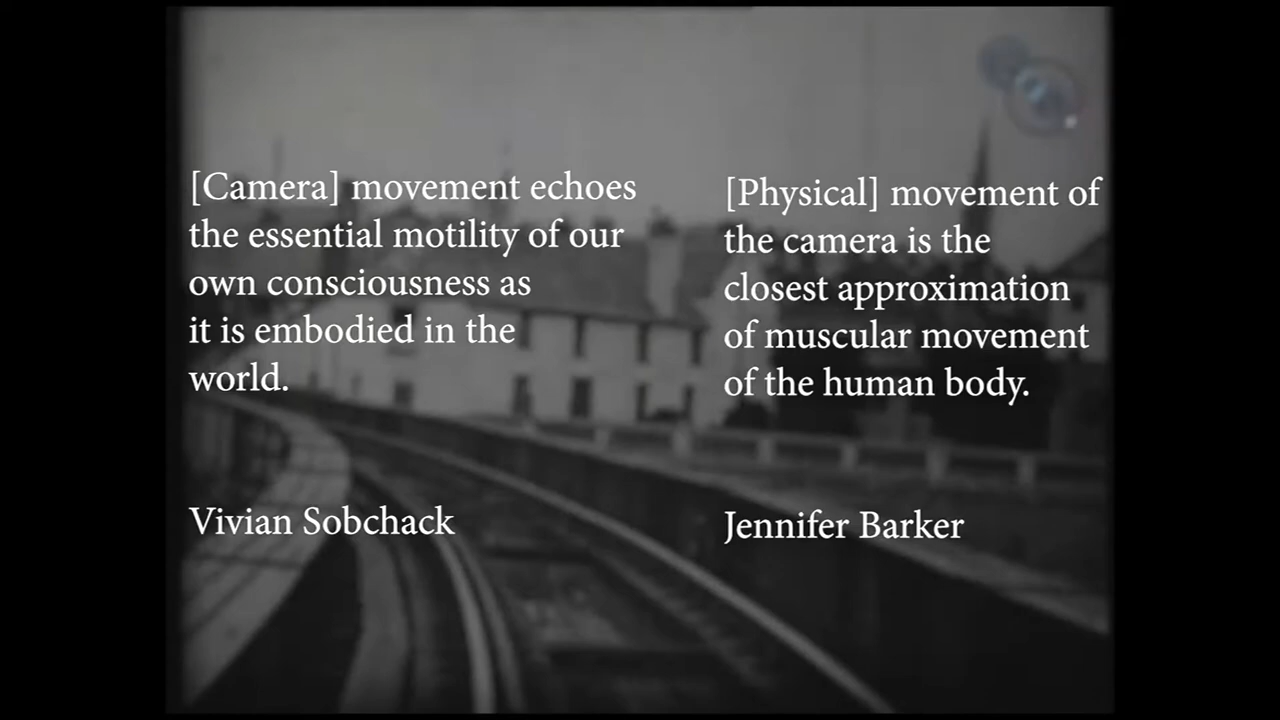 [Camera] movement echoes
the essential motility of our
own consciousness as
it is embodied in the
world.
Vivian Sobchack
[Physical] movement of
the camera is the
closest approximation
of muscular movement
of the human body.
Jennifer Barker